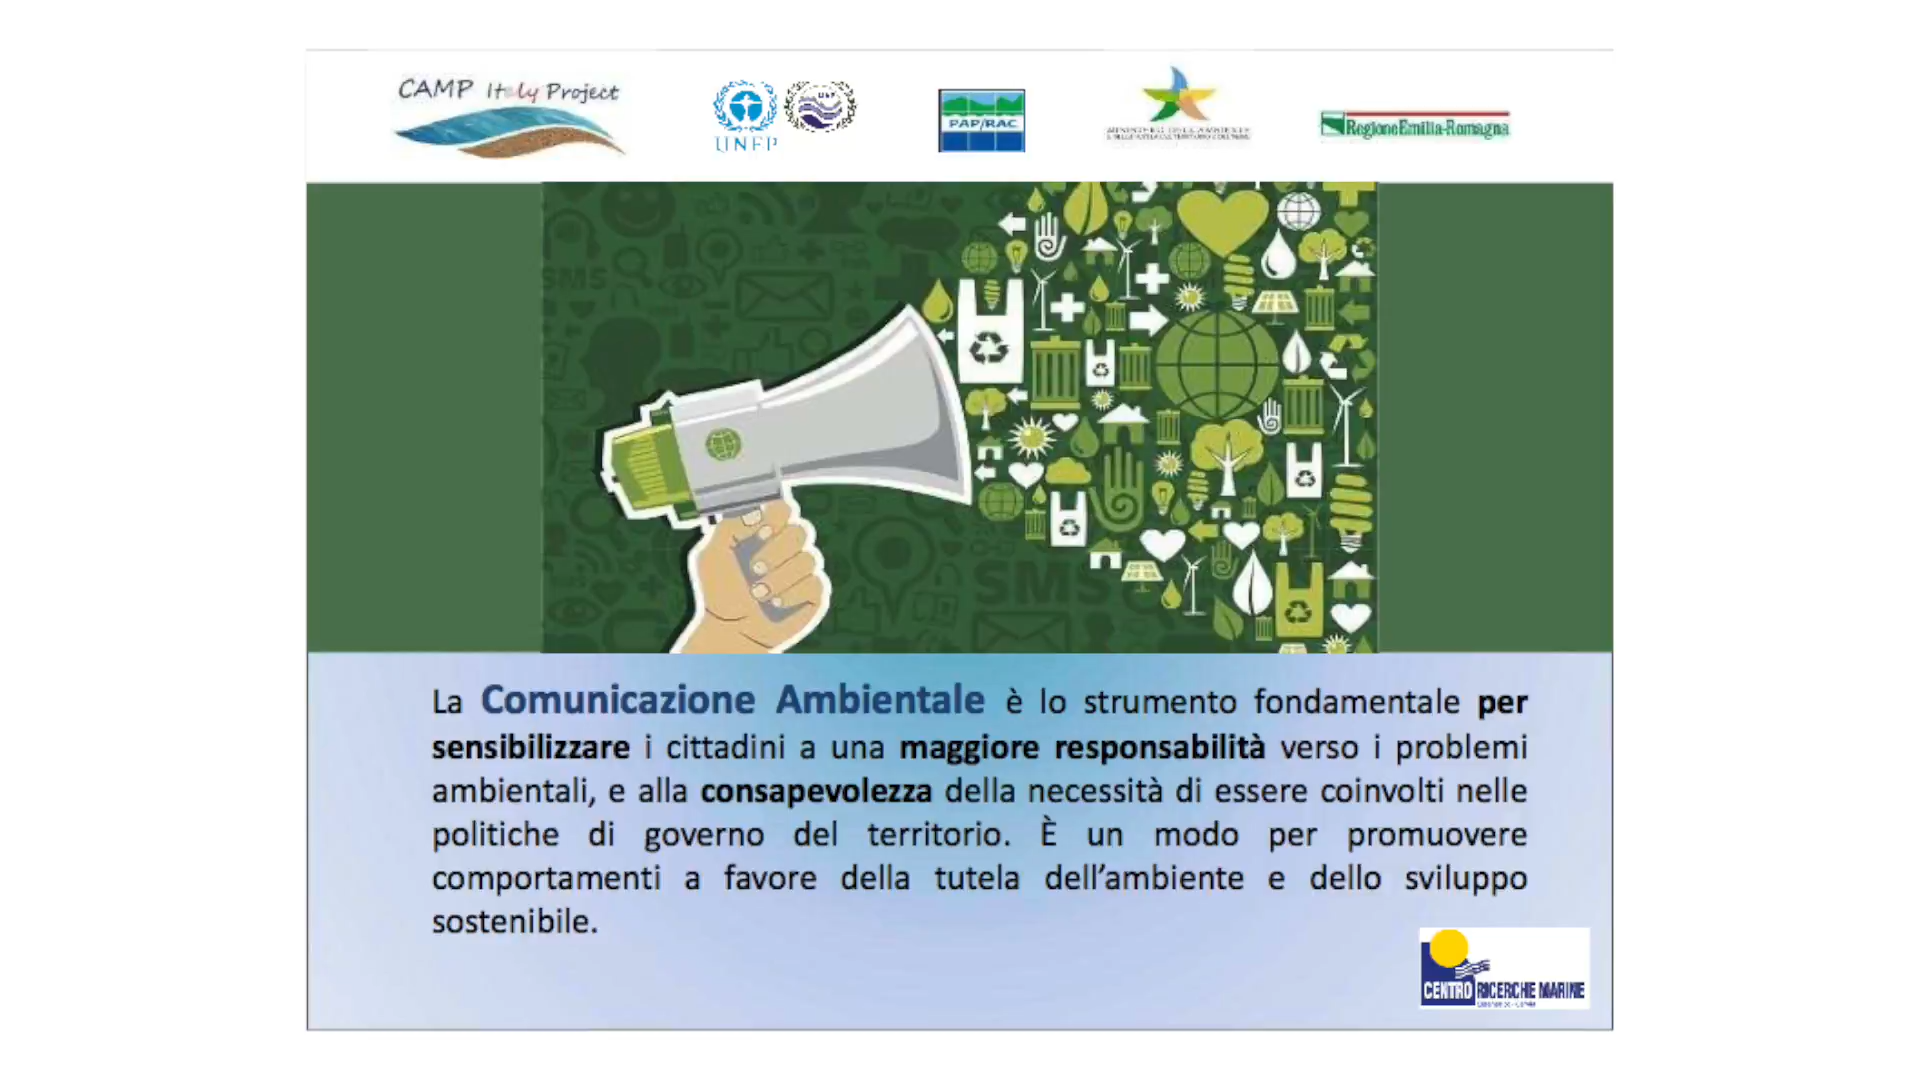 CAMP Italy Project
UNEP
PAP/RAC
RegioneEmilia-Romagna
SMS
SMS
La Comunicazione Ambientale è lo strumento fondamentale per
sensibilizzare i cittadini a una maggiore responsabilità verso i problemi
ambientali, e alla consapevolezza della necessità di essere coinvolti nelle
politiche di governo del territorio. È un modo per promuovere
comportamenti a favore della tutela dell’ambiente e dello sviluppo
sostenibile.
CENTRO RICERCHE MARINE